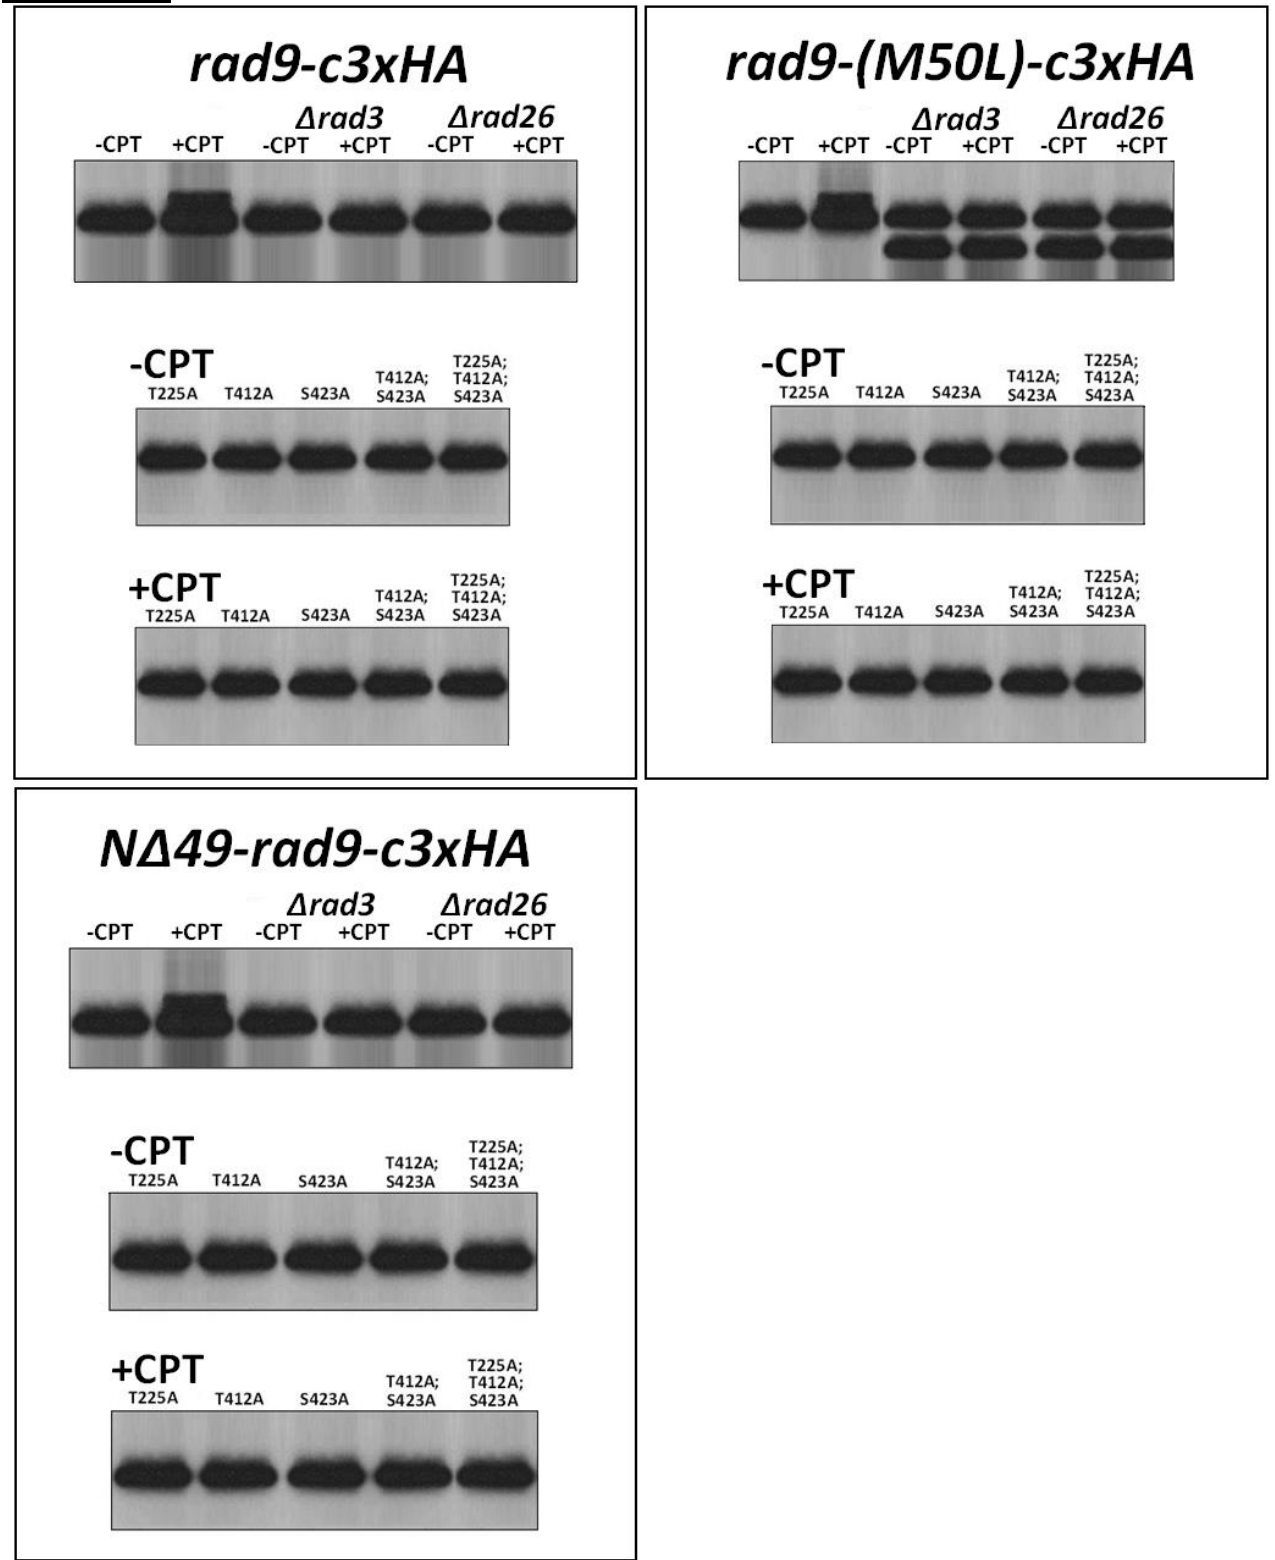 rad9-c3xHA
Δrad3 Δrad26
-CPT +CPT -CPT +CPT -CPT +CPT
-CPT
T225A T412A S423A T412A; S423A T225A; T412A; S423A
+CPT
T225A T412A S423A T412A; S423A T225A; T412A; S423A
rad9-(M50L)-c3xHA
Δrad3 Δrad26
-CPT +CPT -CPT +CPT -CPT +CPT
-CPT
T225A T412A S423A T412A; S423A T225A; T412A; S423A
+CPT
T225A T412A S423A T412A; S423A T225A; T412A; S423A
NΔ49-rad9-c3xHA
Δrad3 Δrad26
-CPT +CPT -CPT +CPT -CPT +CPT
-CPT
T225A T412A S423A T412A; S423A T225A; T412A; S423A
+CPT
T225A T412A S423A T412A; S423A T225A; T412A; S423A